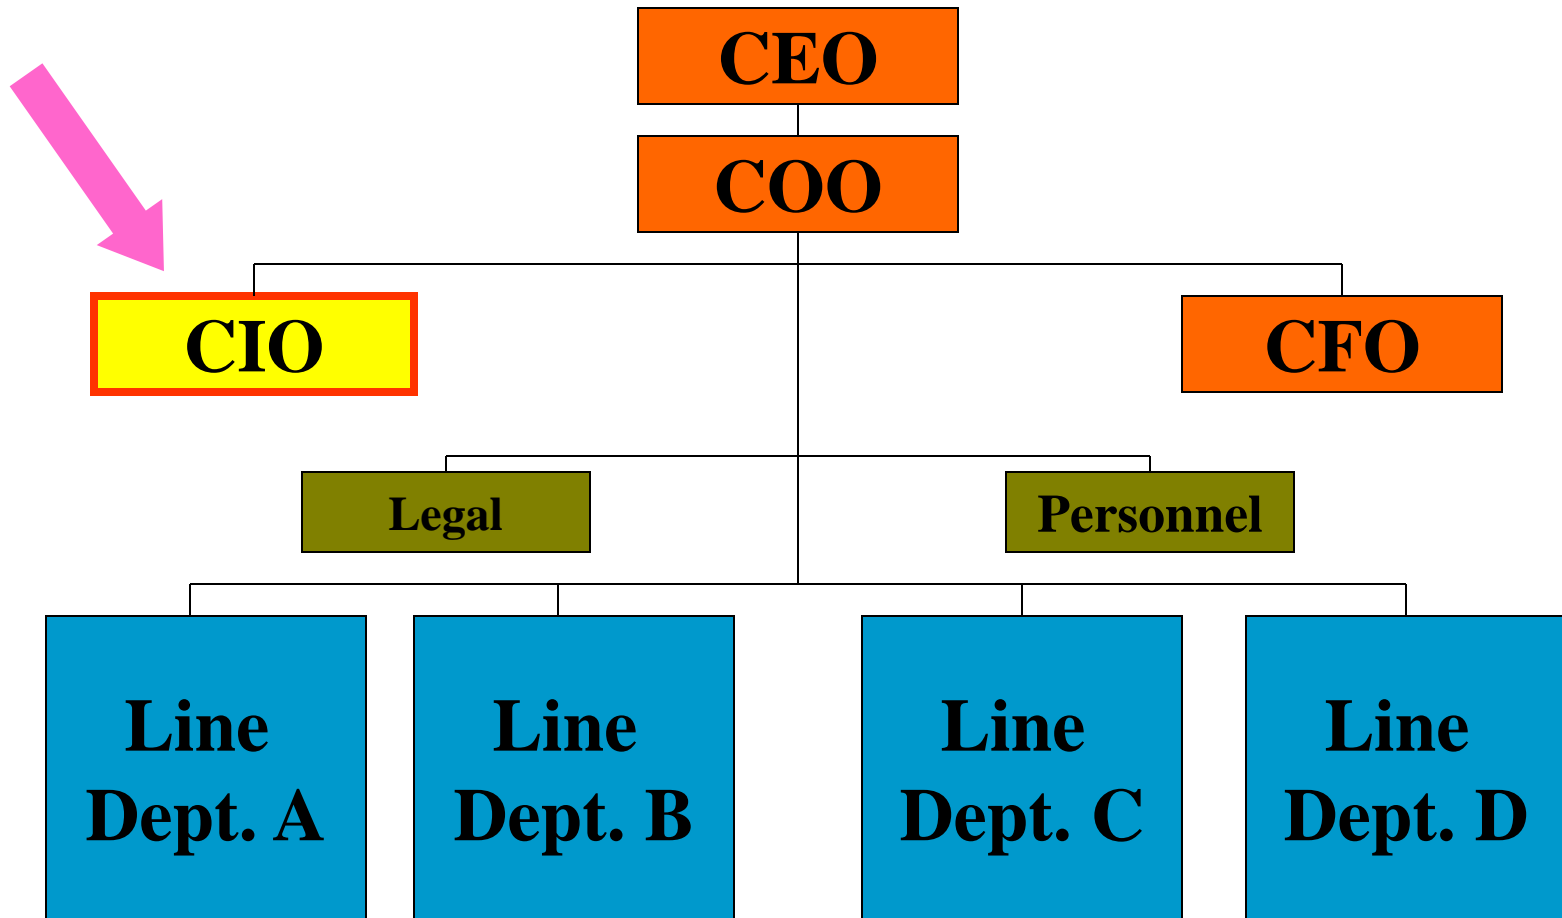 CEO
COO
CIO
CFO
Legal
Personnel
Line
Dept. A
Line
Dept. B
Line
Dept. C
Line
Dept. D